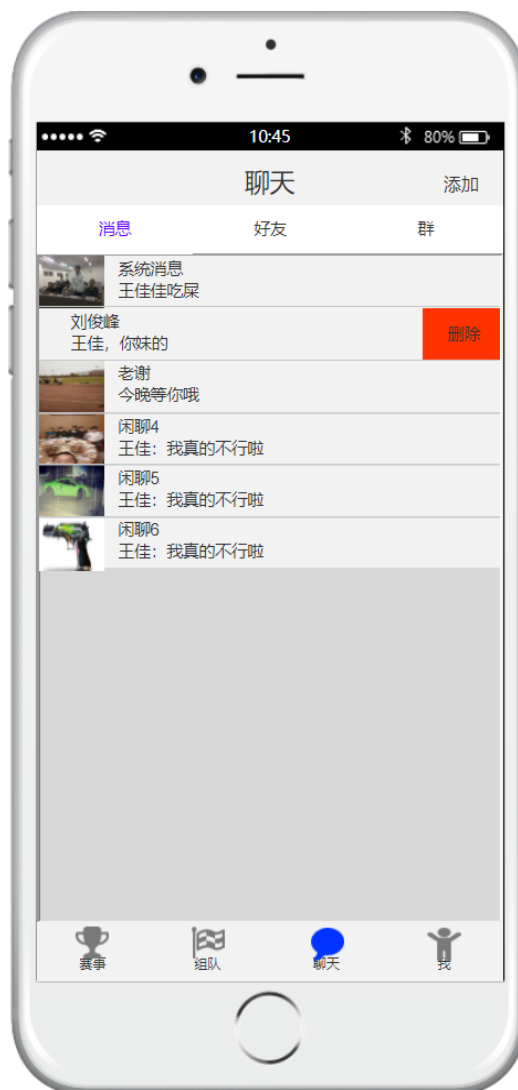 10:45
80%
聊天
添加
消息
好友
群
系统消息
王佳佳吃屎
刘俊峰
王佳，你妹的
删除
老谢
今晚等你哦
闲聊4
王佳：我真的不行啦
闲聊5
王佳：我真的不行啦
闲聊6
王佳：我真的不行啦
赛事
组队
聊天
我